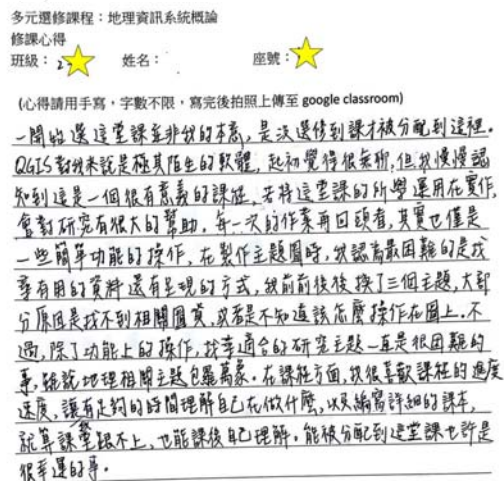 多元選修課程：地理資訊系統概論
修課心得
班級：2 姓名： 座號：
(心得請用手寫，字數不限，寫完後拍照上傳至 google classroom)
一開始選這堂課並非我的本意，是沒選修到課才被分配到這裡。
QGIS對我來說是極其陌生的軟體，起初覺得很無聊，但我慢慢認
知到這是一個很有意義的課程，若將這堂課的所學運用在實作，
會對研究有很大的幫助，每一次的作業再回頭看，其實也僅是
一些簡單功能的操作，在製作主題圖時，我認為最困難的是找
尋有用的資料還有呈現的方式，我前前後後換了三個主題，大部
分原因是找不到相關圖資，或者是不知道該怎麼操作在圖上，不
過，除了功能上的操作，找尋適合的研究主題一直是很困難的
事，雖說地理相關主題包羅萬象。在課程方面，我很喜歡課程的進度
速度，讓有足夠的時間理解自己在做什麼，以及編寫詳細的課本，
就算課堂跟不上，也能課後自己理解。能被分配到這堂課也許是
很幸運的事。